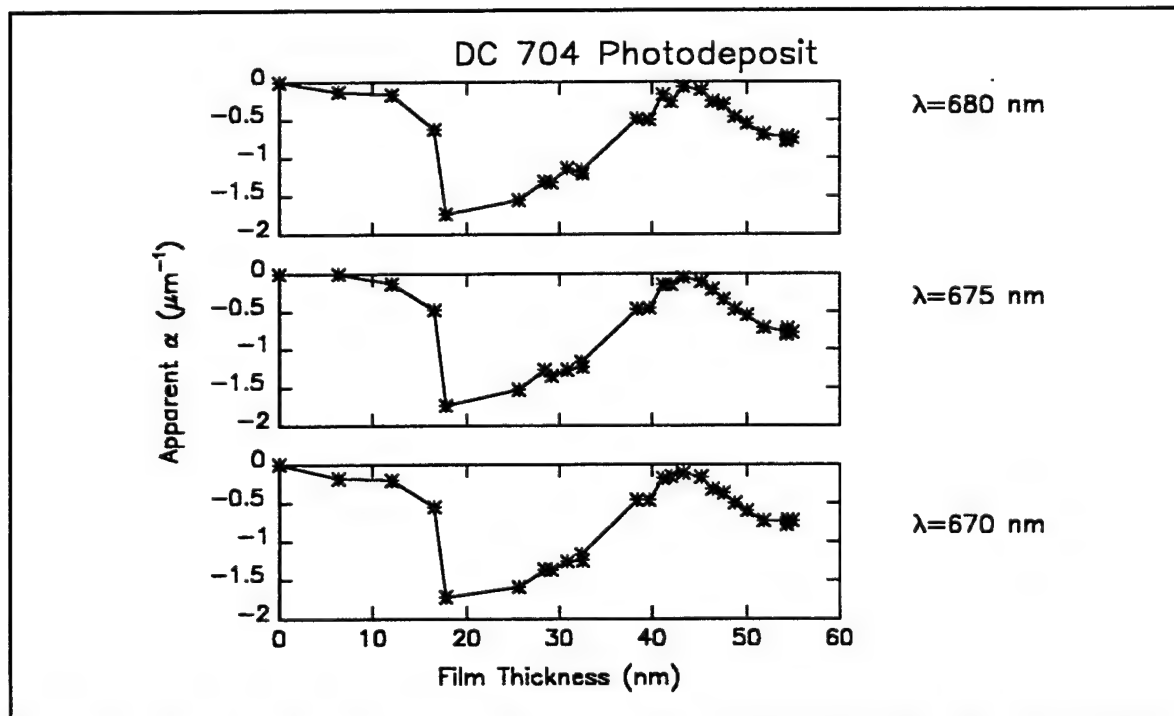 DC 704 Photodeposit
0
-0.5
-1
-1.5
-2
λ=680 nm
0
-0.5
-1
-1.5
-2
λ=675 nm
0
-0.5
-1
-1.5
-2
λ=670 nm
Apparent α (μm⁻¹)
0 10 20 30 40 50 60
Film Thickness (nm)